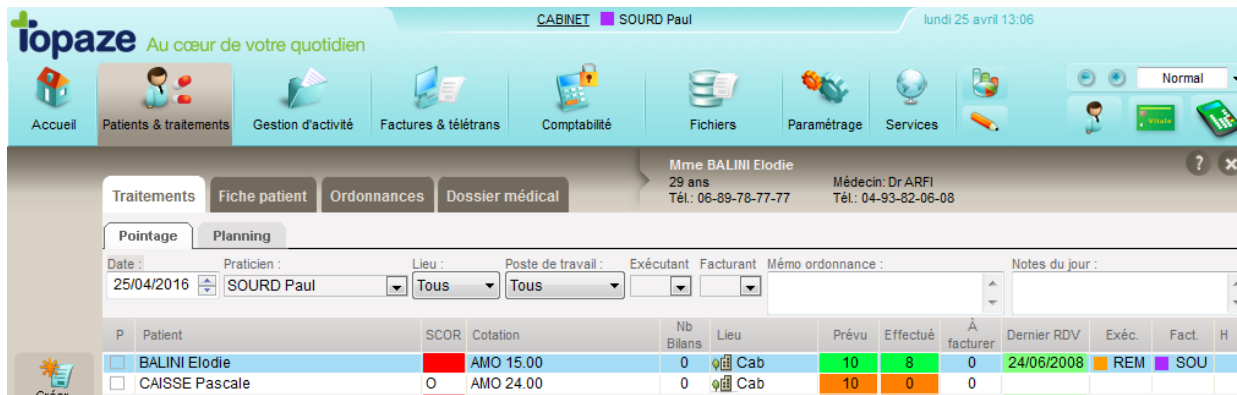 CABINET SOURD Paul lundi 25 avril 13:06
topaze Au cœur de votre quotidien
Normal
Accueil Patients & traitements Gestion d'activité Factures & télétrans Comptabilité Fichiers Paramétrage Services Vitale
Mme BALINI Elodie
29 ans Médecin: Dr ARFI
Tél.: 06-89-78-77-77 Tél.: 04-93-82-06-08
Traitements Fiche patient Ordonnances Dossier médical
Pointage Planning
Date : Praticien : Lieu : Poste de travail : Exécutant Facturant Mémo ordonnance : Notes du jour :
25/04/2016 SOURD Paul Tous Tous
P Patient SCOR Cotation Nb Bilans Lieu Prévu Effectué À facturer Dernier RDV Exéc. Fact. H
BALINI Elodie AMO 15.00 0 Cab 10 8 0 24/06/2008 REM SOU
CAISSE Pascale O AMO 24.00 0 Cab 10 0 0